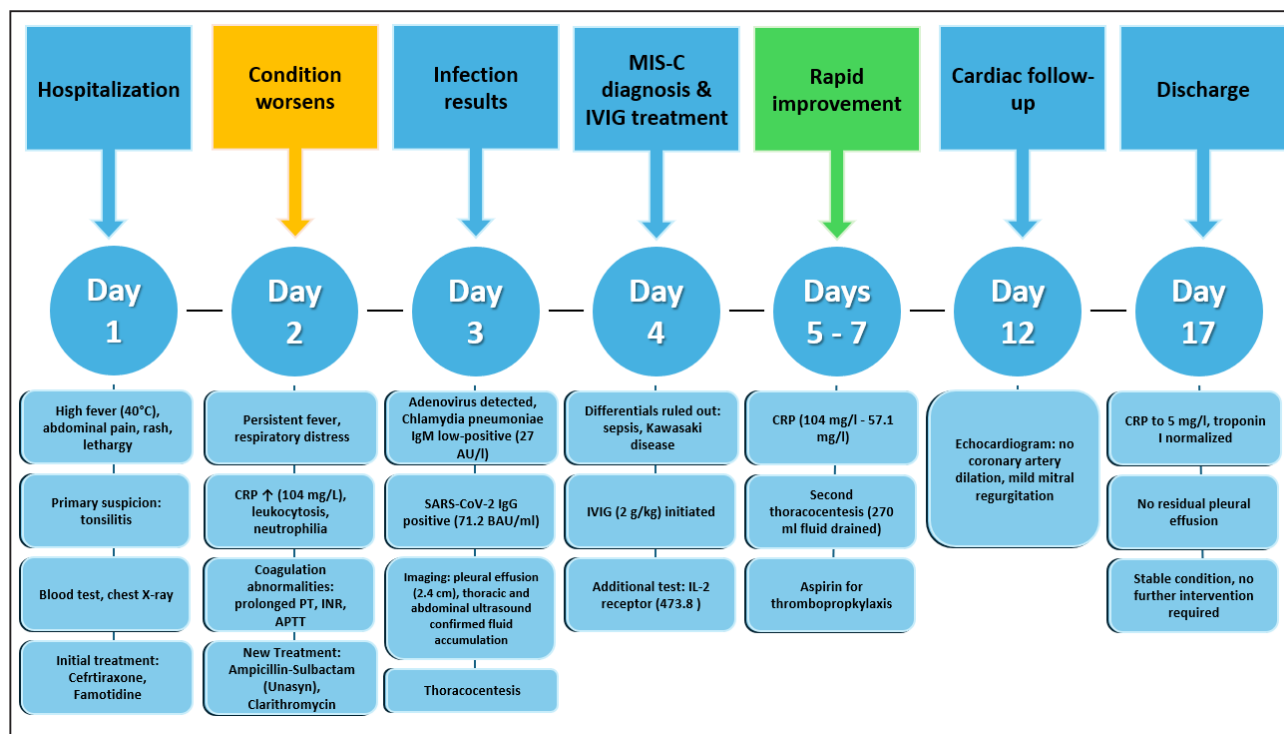 Hospitalization
Condition
worsens
Infection
results
MIS-C
diagnosis &
IVIG treatment
Rapid
improvement
Cardiac follow-
up
Discharge
Day
1
Day
2
Day
3
Day
4
Days
5 - 7
Day
12
Day
17
High fever (40°C),
abdominal pain, rash,
lethargy
Primary suspicion:
tonsilitis
Blood test, chest X-ray
Initial treatment:
Cefrtiraxone,
Famotidine
Persistent fever,
respiratory distress
CRP ↑ (104 mg/L),
leukocytosis,
neutrophilia
Coagulation
abnormalities:
prolonged PT, INR,
APTT
New Treatment:
Ampicillin-Sulbactam
(Unasyn),
Clarithromycin
Adenovirus detected,
Chlamydia pneumoniae
IgM low-positive (27
AU/l)
SARS-CoV-2 IgG
positive (71.2 BAU/ml)
Imaging: pleural effusion
(2.4 cm), thoracic and
abdominal ultrasound
confirmed fluid
accumulation
Thoracocentesis
Differentials ruled out:
sepsis, Kawasaki
disease
IVIG (2 g/kg) initiated
Additional test: IL-2
receptor (473.8 )
CRP (104 mg/l - 57.1
mg/l)
Second
thoracocentesis (270
ml fluid drained)
Aspirin for
thrombopropkylaxis
Echocardiogram: no
coronary artery
dilation, mild mitral
regurgitation
CRP to 5 mg/l, troponin
I normalized
No residual pleural
effusion
Stable condition, no
further intervention
required